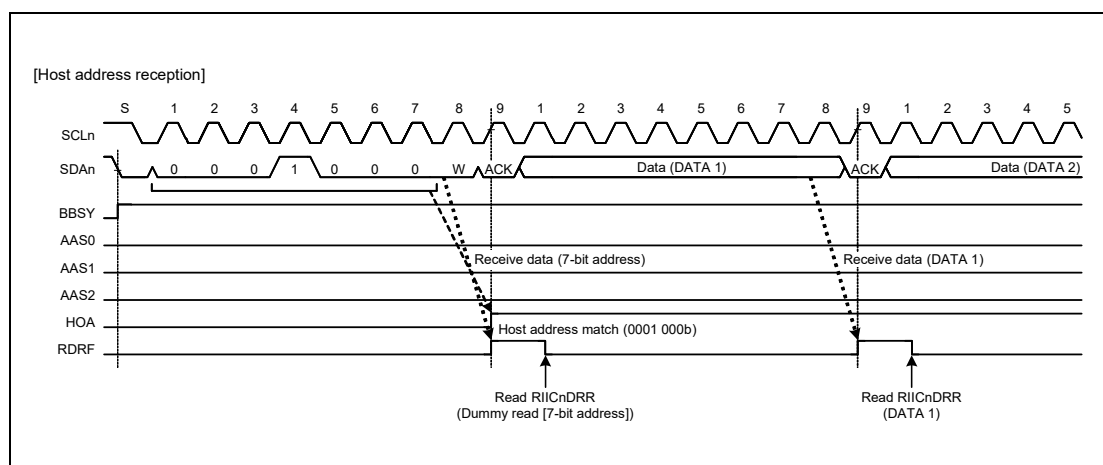 [Host address reception]
S 1 2 3 4 5 6 7 8 9 1 2 3 4 5 6 7 8 9 1 2 3 4 5
SCLn
SDAn 0 0 0 1 0 0 0 W ACK Data (DATA 1) ACK Data (DATA 2)
BBSY
AAS0
Receive data (7-bit address) Receive data (DATA 1)
AAS1
AAS2
HOA
Host address match (0001 000b)
RDRF
Read RIICnDRR Read RIICnDRR
(Dummy read [7-bit address]) (DATA 1)